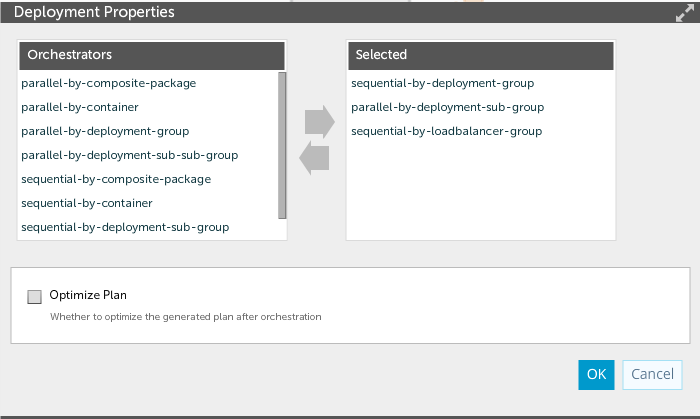 Deployment Properties
Orchestrators
parallel-by-composite-package
parallel-by-container
parallel-by-deployment-group
parallel-by-deployment-sub-sub-group
sequential-by-composite-package
sequential-by-container
sequential-by-deployment-sub-group
Selected
sequential-by-deployment-group
parallel-by-deployment-sub-group
sequential-by-loadbalancer-group
Optimize Plan
Whether to optimize the generated plan after orchestration
OK
Cancel